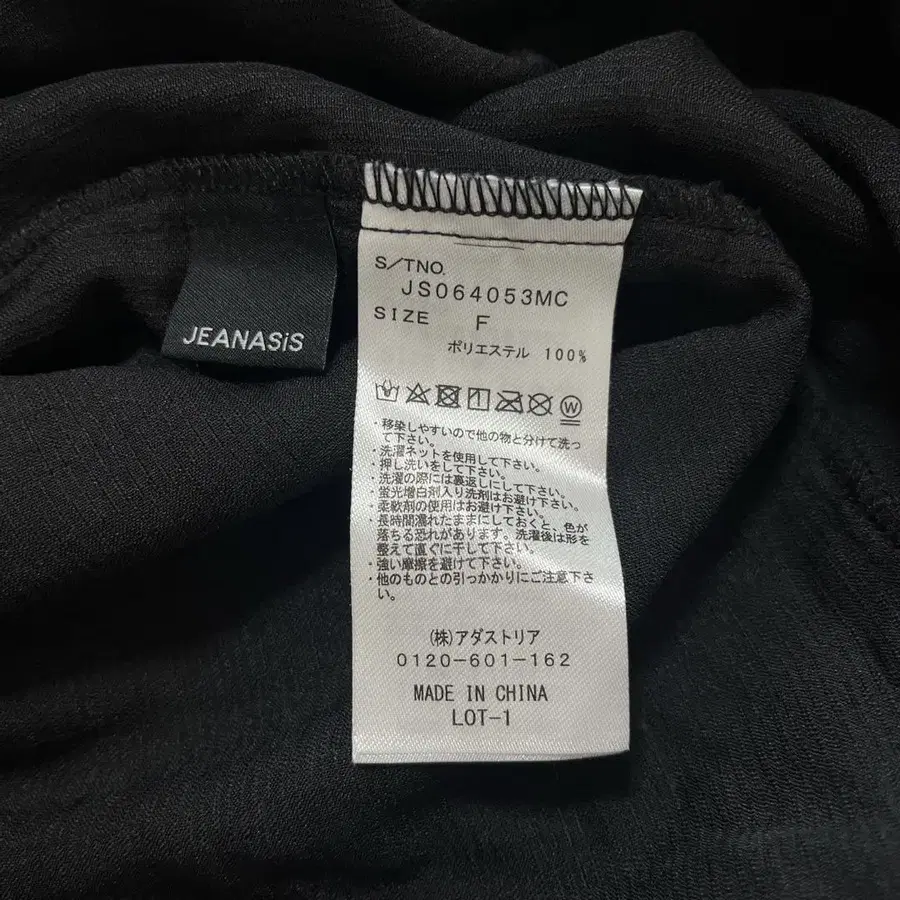 JEANASiS
S/TNO.
JS064053MC
SIZE F
ポリエステル 100%
W
・移染しやすいので他の物と分けて洗っ
て下さい。
・洗濯ネットを使用して下さい。
・押し洗いをして下さい。
・洗濯の際には裏返しにして下さい。
・蛍光増白剤入り洗剤はお避け下さい。
・柔軟剤の使用はお避け下さい。
・長時間濡れたままにしておくと、色が
落ちる恐れがあります。洗濯後は形を
整えて直ぐに干して下さい。
・強い摩擦を避けて下さい。
・他のものとの引っかかりにご注意下さ
い。
(株)アダストリア
0120-601-162
MADE IN CHINA
LOT-1